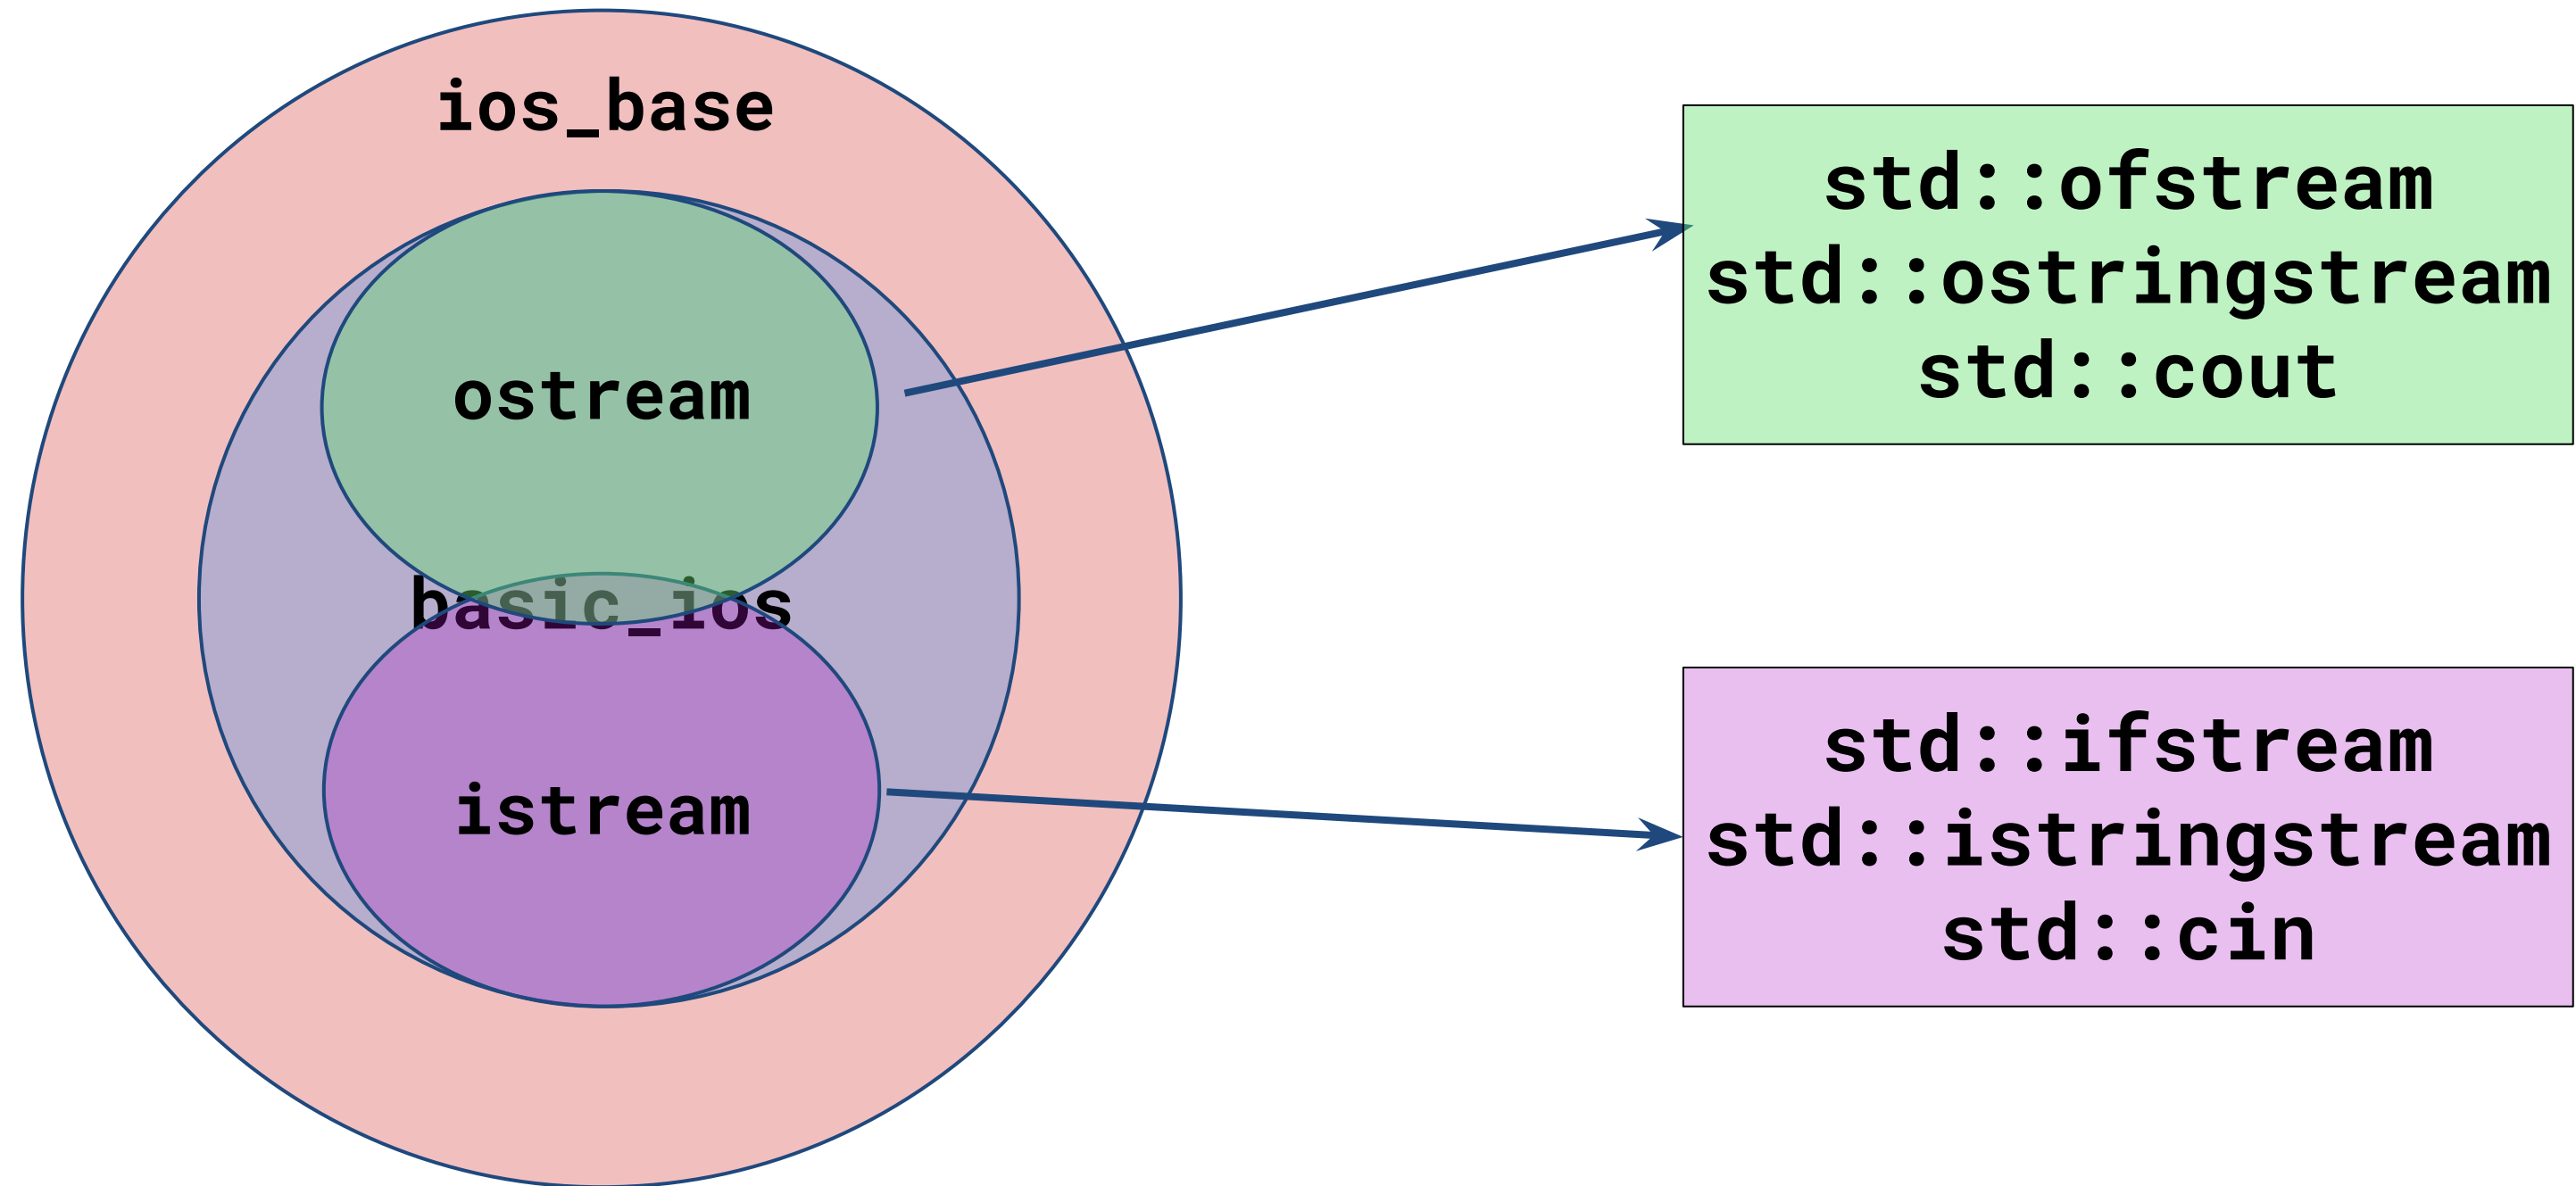 ios_base
ostream
basic_ios
istream
std::ofstream
std::ostringstream
std::cout
std::ifstream
std::istringstream
std::cin